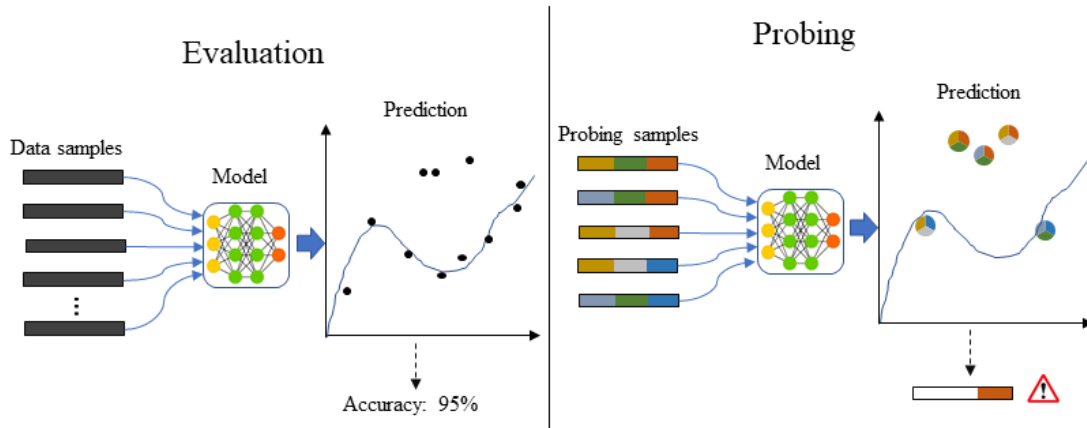 Evaluation
Prediction
Data samples
Model
Accuracy: 95%
Probing
Prediction
Probing samples
Model